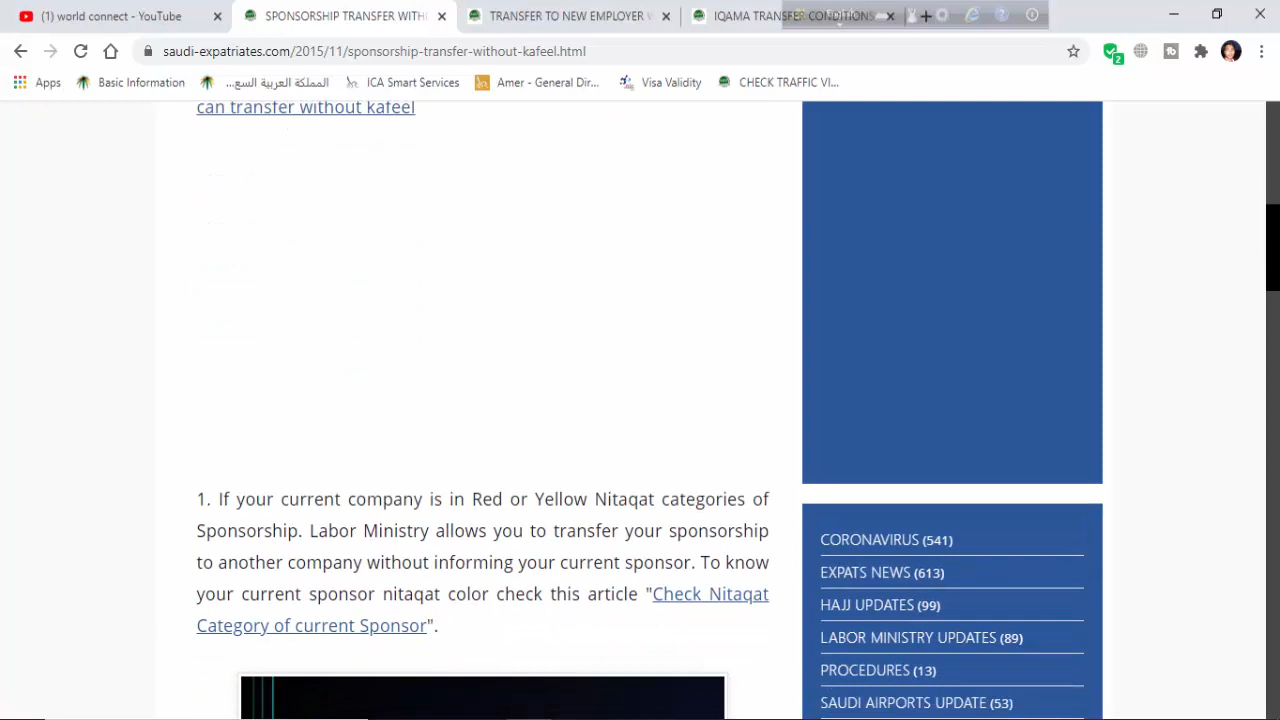 (1) world connect - YouTube
SPONSORSHIP TRANSFER WITH
TRANSFER TO NEW EMPLOYER W
IQAMA TRANSFER CONDITIONS
saudi-expatriates.com/2015/11/sponsorship-transfer-without-kafeel.html
2
Apps
Basic Information
المملكة العربية السع...
ICA Smart Services
Amer - General Dir...
Visa Validity
CHECK TRAFFIC VI...
can transfer without kafeel
1. If your current company is in Red or Yellow Nitaqat categories of
Sponsorship. Labor Ministry allows you to transfer your sponsorship
to another company without informing your current sponsor. To know
your current sponsor nitaqat color check this article "Check Nitaqat
Category of current Sponsor".
CORONAVIRUS (541)
EXPATS NEWS (613)
HAJJ UPDATES (99)
LABOR MINISTRY UPDATES (89)
PROCEDURES (13)
SAUDI AIRPORTS UPDATE (53)